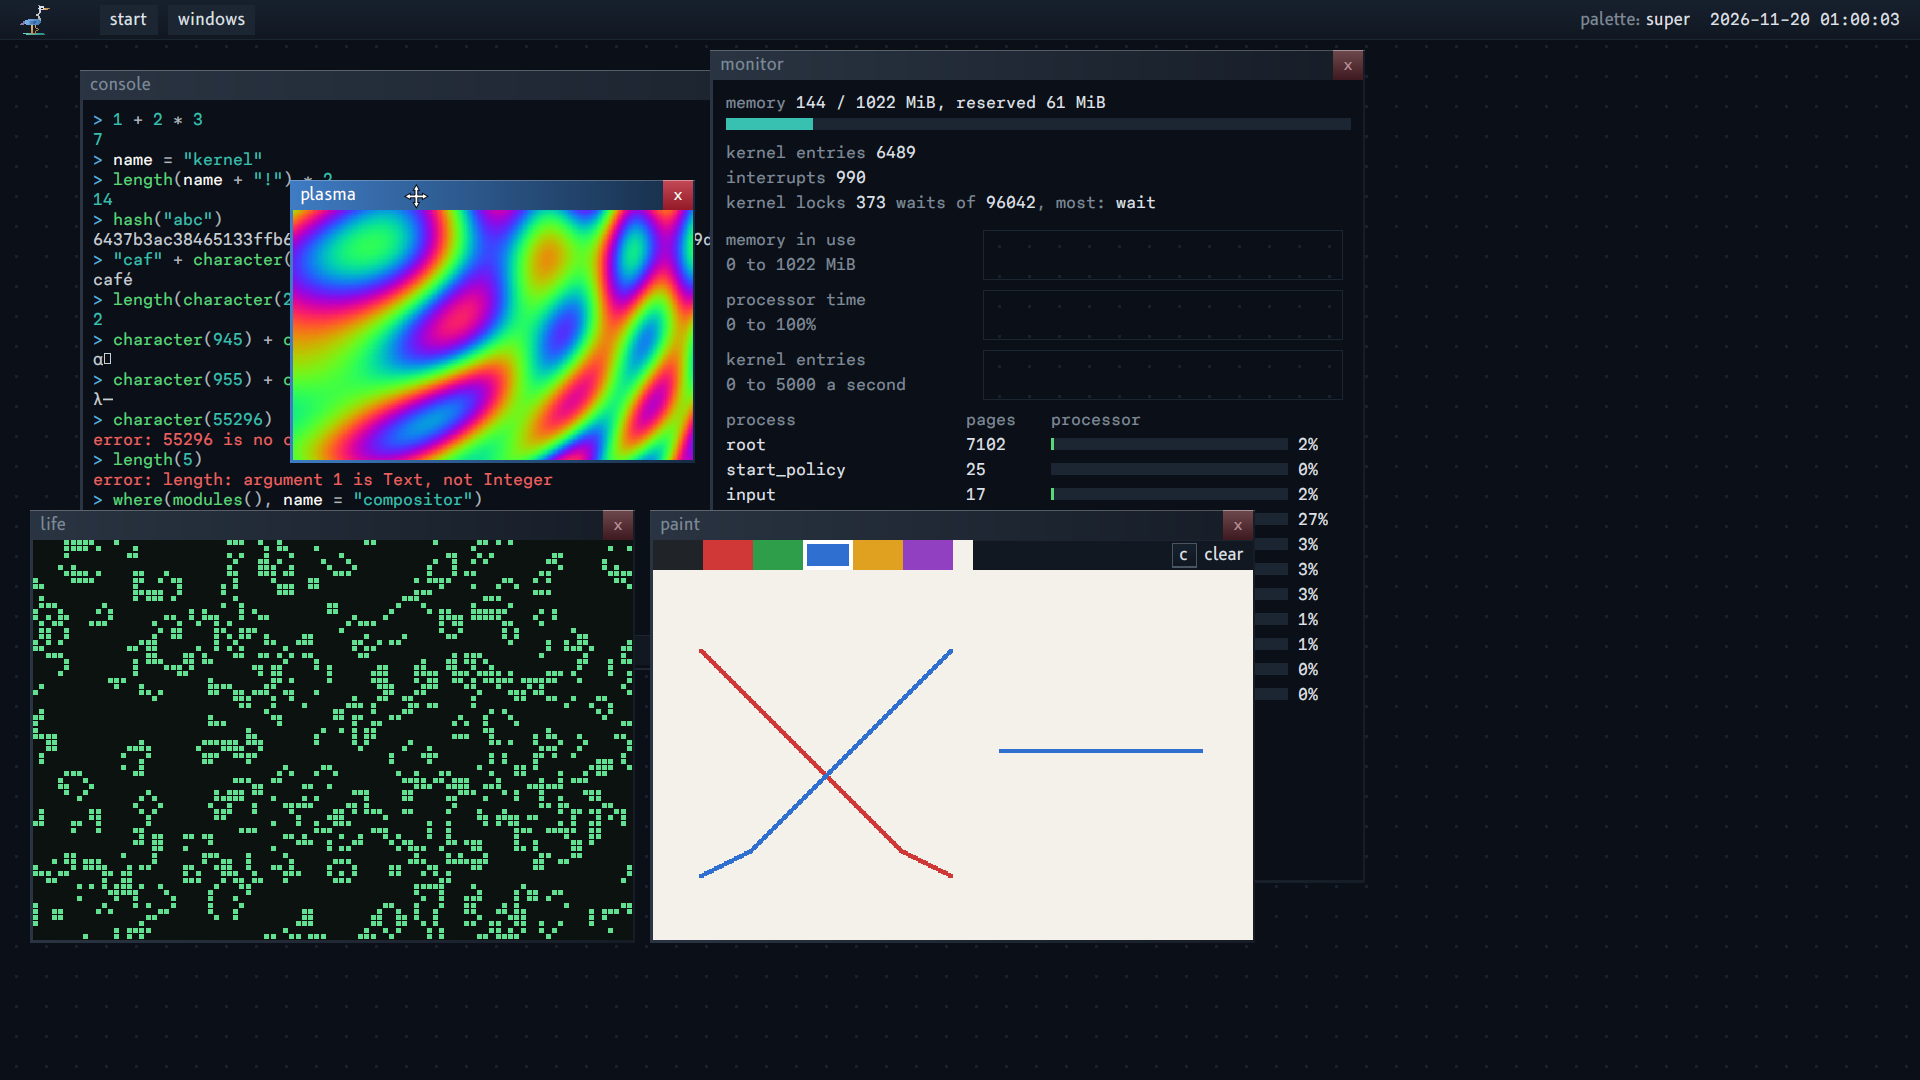 start windows palette: super 2026-11-20 01:00:03
console
> 1 + 2 * 3
7
> name = "kernel"
> length(name + "!") * 2
14
> hash("abc")
6437b3ac38465133ffb6
> "caf" + character(
café
> length(character(2
2
> character(945) + c
α▯
> character(955) + c
λ—
> character(55296)
error: 55296 is no c
> length(5)
error: length: argument 1 is Text, not Integer
> where(modules(), name = "compositor")
plasma x
monitor x
memory 144 / 1022 MiB, reserved 61 MiB
kernel entries 6489
interrupts 990
kernel locks 373 waits of 96042, most: wait
memory in use
0 to 1022 MiB
processor time
0 to 100%
kernel entries
0 to 5000 a second
process pages processor
root 7102 2%
start_policy 25 0%
input 17 2%
27%
3%
3%
3%
1%
1%
0%
0%
life x
paint x
c clear